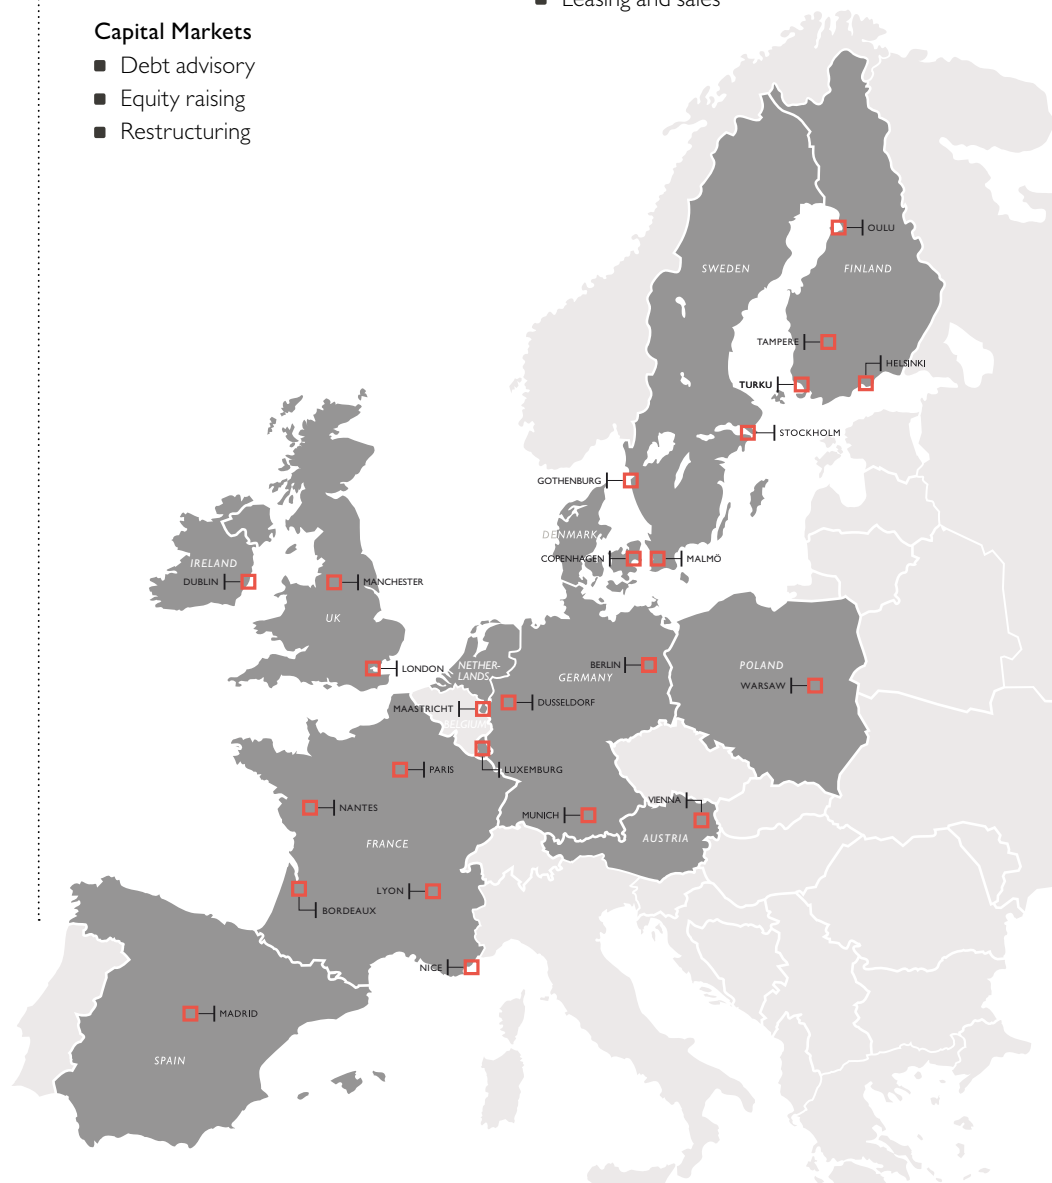 Leasing and sales
Capital Markets
Debt advisory
Equity raising
Restructuring
OULU
SWEDEN
FINLAND
TAMPERE
HELSINKI
TURKU
STOCKHOLM
GOTHENBURG
DENMARK
COPENHAGEN
MALMÖ
IRELAND
DUBLIN
MANCHESTER
UK
LONDON
NETHER-
LANDS
BERLIN
GERMANY
POLAND
WARSAW
MAASTRICHT
DUSSELDORF
BELGIUM
PARIS
LUXEMBURG
NANTES
VIENNA
MUNICH
AUSTRIA
FRANCE
LYON
BORDEAUX
NICE
MADRID
SPAIN